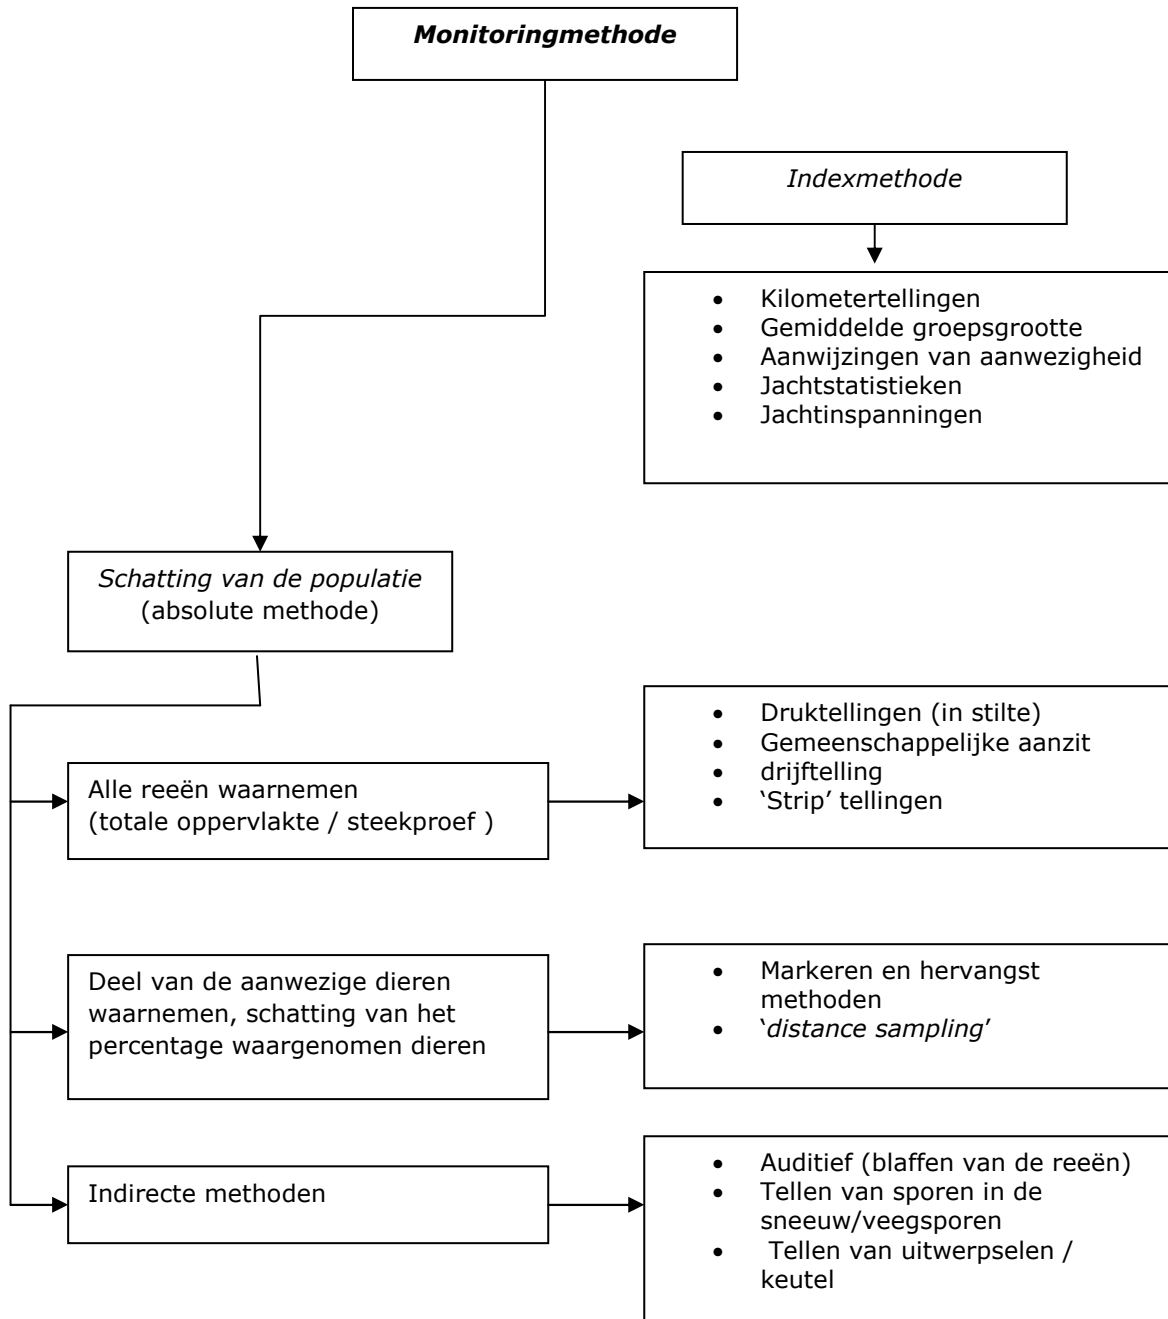 Monitoringmethode
Indexmethode
• Kilometertellingen
• Gemiddelde groepsgrootte
• Aanwijzingen van aanwezigheid
• Jachtstatistieken
• Jachtinspanningen
Schatting van de populatie
(absolute methode)
Alle reeën waarnemen
(totale oppervlakte / steekproef )
• Druktellingen (in stilte)
• Gemeenschappelijke aanzit
• drijftelling
• ‘Strip’ tellingen
Deel van de aanwezige dieren
waarnemen, schatting van het
percentage waargenomen dieren
• Markeren en hervangst
methoden
• ‘distance sampling’
Indirecte methoden
• Auditief (blaffen van de reeën)
• Tellen van sporen in de
sneeuw/veegsporen
• Tellen van uitwerpselen /
keutel